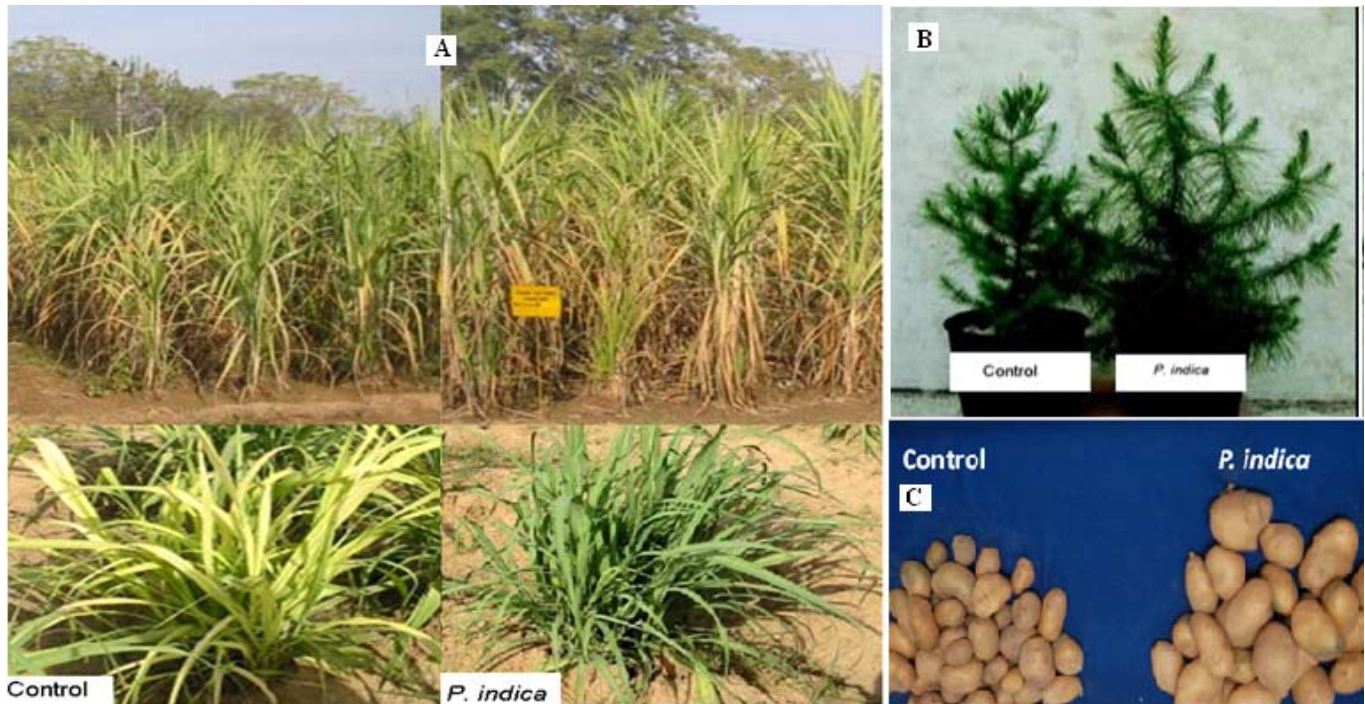 A
Control
P. indica
B
Control
P. indica
Control
P. indica
C